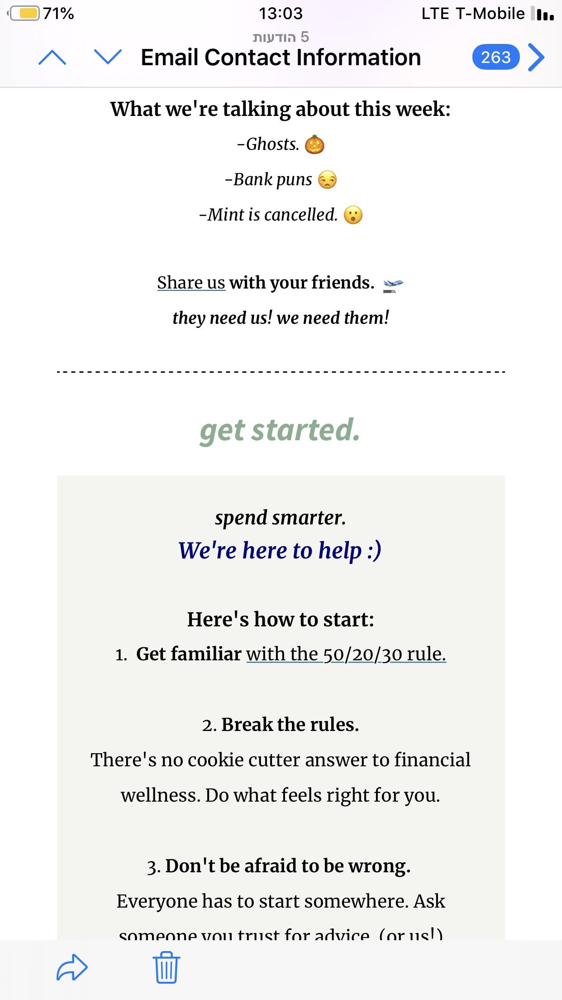 71%
13:03
LTE T-Mobile
5 הודעות
Email Contact Information
263
What we're talking about this week:
-Ghosts. 🎃
-Bank puns 😒
-Mint is cancelled. 😮
Share us with your friends. 🛫
they need us! we need them!
get started.
spend smarter.
We're here to help :)
Here's how to start:
1. Get familiar with the 50/20/30 rule.
2. Break the rules.
There's no cookie cutter answer to financial
wellness. Do what feels right for you.
3. Don't be afraid to be wrong.
Everyone has to start somewhere. Ask
someone you trust for advice. (or us!)